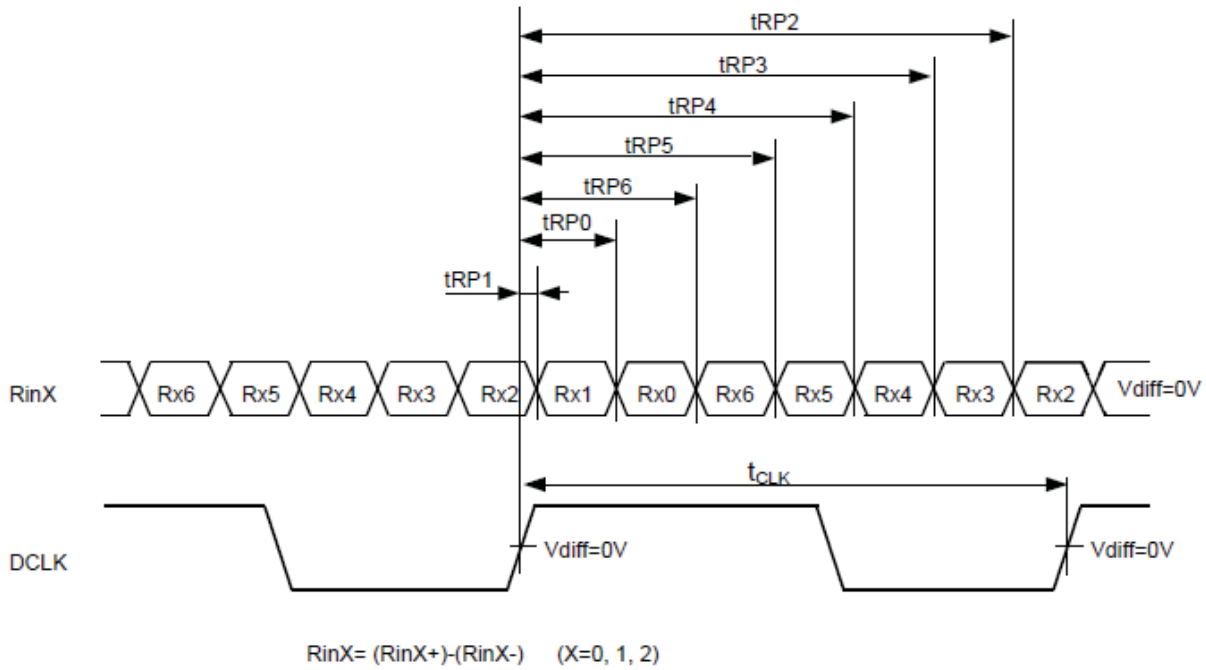 tRP2
tRP3
tRP4
tRP5
tRP6
tRP0
tRP1
RinX Rx6 Rx5 Rx4 Rx3 Rx2 Rx1 Rx0 Rx6 Rx5 Rx4 Rx3 Rx2 Vdiff=0V
tCLK
DCLK Vdiff=0V Vdiff=0V
RinX= (RinX+)-(RinX-) (X=0, 1, 2)